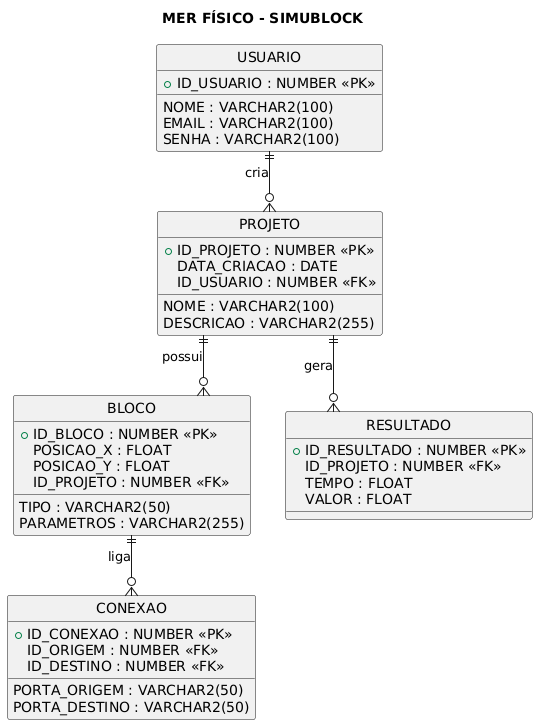 MER FÍSICO - SIMUBLOCK
USUARIO
ID_USUARIO : NUMBER «PK»
NOME : VARCHAR2(100)
EMAIL : VARCHAR2(100)
SENHA : VARCHAR2(100)
cria
PROJETO
ID_PROJETO : NUMBER «PK»
DATA_CRIACAO : DATE
ID_USUARIO : NUMBER «FK»
NOME : VARCHAR2(100)
DESCRICAO : VARCHAR2(255)
possui
gera
BLOCO
ID_BLOCO : NUMBER «PK»
POSICAO_X : FLOAT
POSICAO_Y : FLOAT
ID_PROJETO : NUMBER «FK»
TIPO : VARCHAR2(50)
PARAMETROS : VARCHAR2(255)
RESULTADO
ID_RESULTADO : NUMBER «PK»
ID_PROJETO : NUMBER «FK»
TEMPO : FLOAT
VALOR : FLOAT
liga
CONEXAO
ID_CONEXAO : NUMBER «PK»
ID_ORIGEM : NUMBER «FK»
ID_DESTINO : NUMBER «FK»
PORTA_ORIGEM : VARCHAR2(50)
PORTA_DESTINO : VARCHAR2(50)